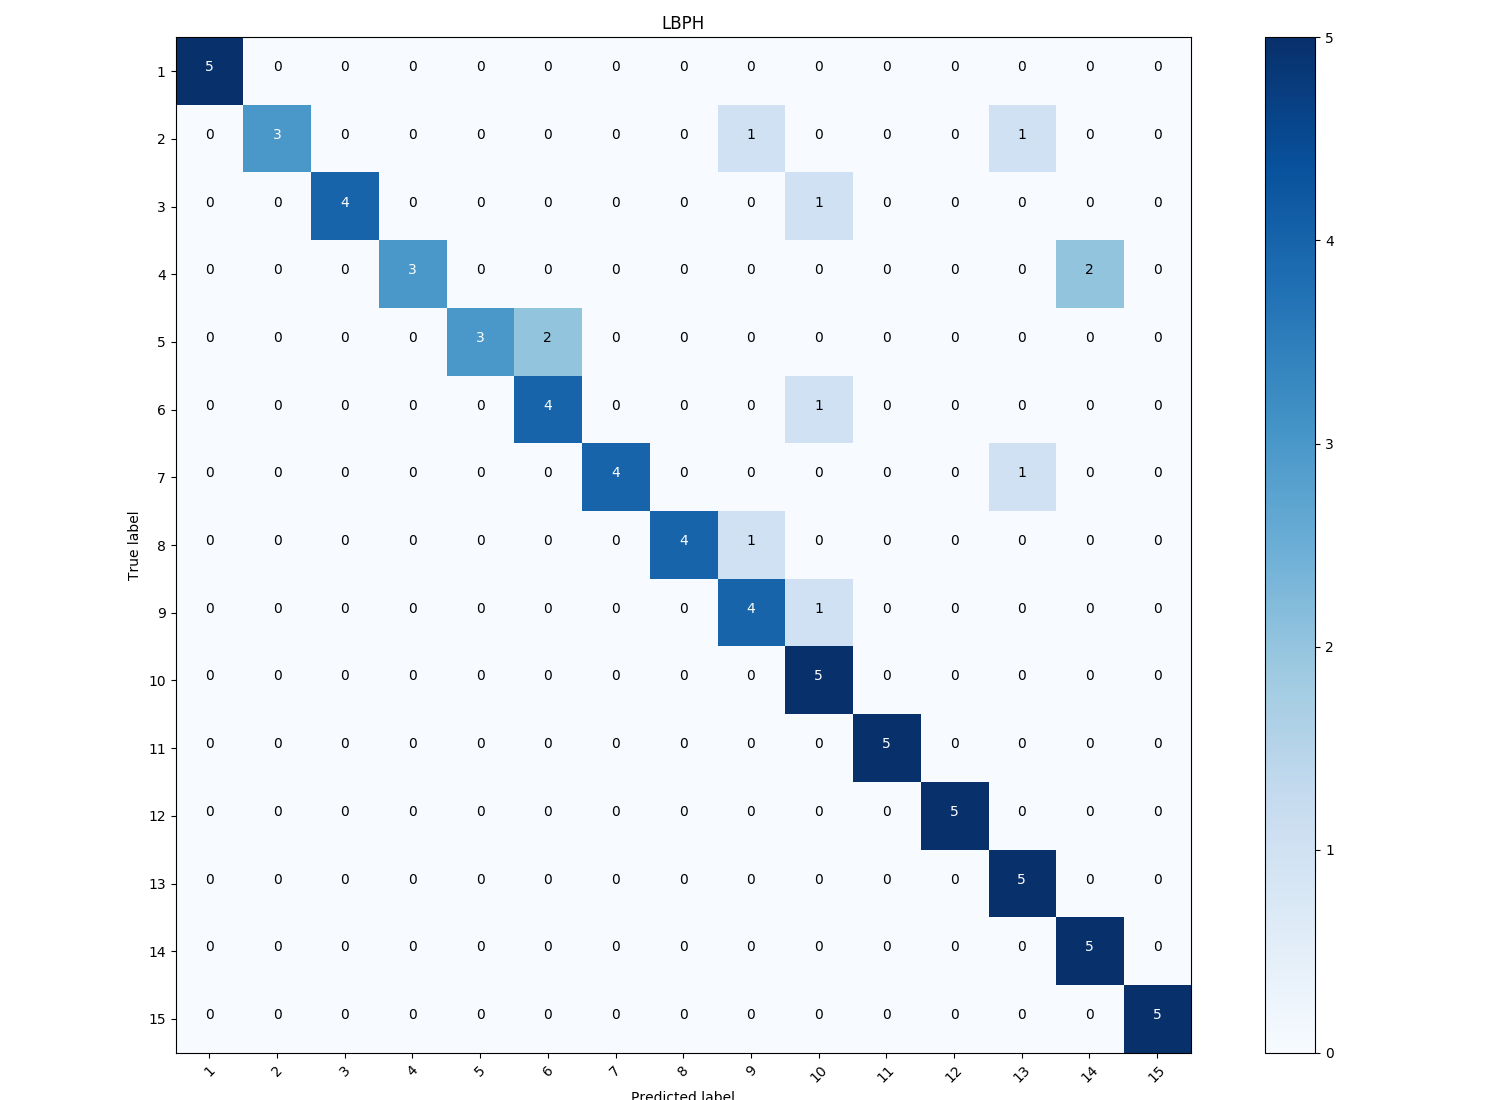 LBPH
5
1 5 0 0 0 0 0 0 0 0 0 0 0 0 0 0
2 0 3 0 0 0 0 0 0 1 0 0 0 1 0 0
3 0 0 4 0 0 0 0 0 0 1 0 0 0 0 0
4
4 0 0 0 3 0 0 0 0 0 0 0 0 0 2 0
5 0 0 0 0 3 2 0 0 0 0 0 0 0 0 0
6 0 0 0 0 0 4 0 0 0 1 0 0 0 0 0
3
7 0 0 0 0 0 0 4 0 0 0 0 0 1 0 0
True label
8 0 0 0 0 0 0 0 4 1 0 0 0 0 0 0
9 0 0 0 0 0 0 0 0 4 1 0 0 0 0 0
2
10 0 0 0 0 0 0 0 0 0 5 0 0 0 0 0
11 0 0 0 0 0 0 0 0 0 0 5 0 0 0 0
12 0 0 0 0 0 0 0 0 0 0 0 5 0 0 0
1
13 0 0 0 0 0 0 0 0 0 0 0 0 5 0 0
14 0 0 0 0 0 0 0 0 0 0 0 0 0 5 0
15 0 0 0 0 0 0 0 0 0 0 0 0 0 0 5
0
1 2 3 4 5 6 7 8 9 10 11 12 13 14 15
Predicted label